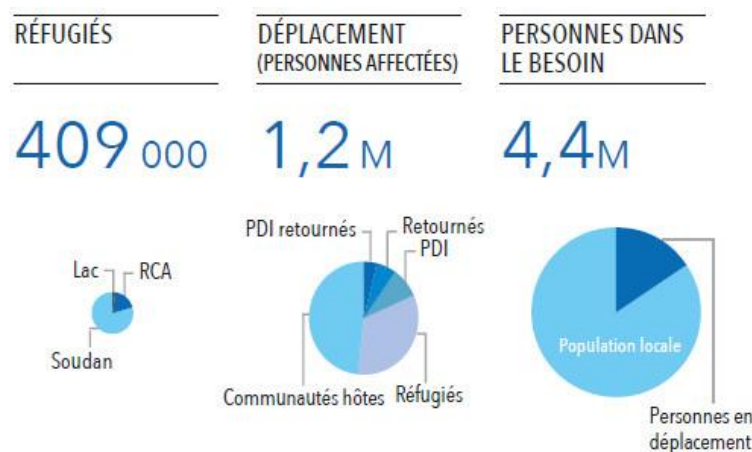 RÉFUGIÉS
409 000
Lac
RCA
Soudan
DÉPLACEMENT
(PERSONNES AFFECTÉES)
1,2 M
PDI retournés
Retournés
PDI
Communautés hôtes
Réfugiés
PERSONNES DANS
LE BESOIN
4,4M
Population locale
Personnes en
déplacement